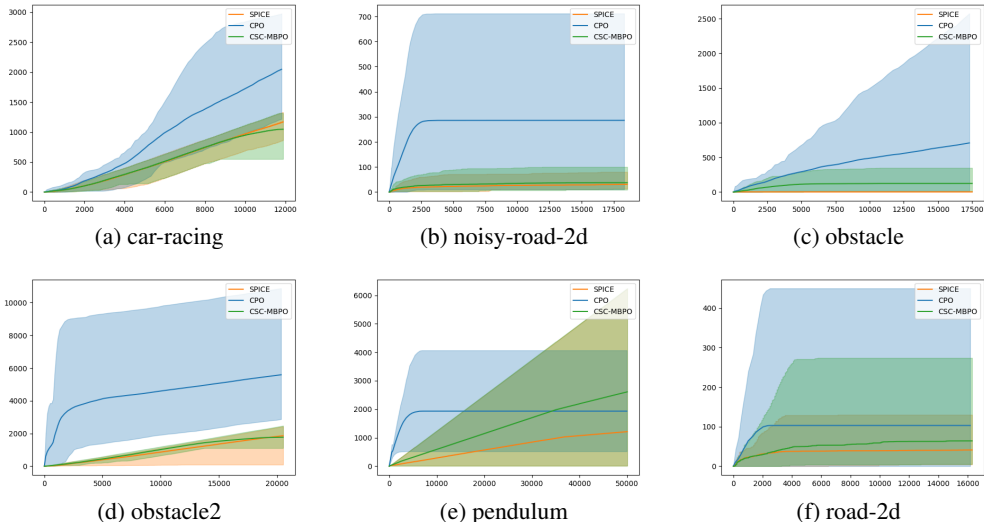 3000
2500
2000
1500
1000
500
0
SPICE
CPO
CSC-MBPO
0 2000 4000 6000 8000 10000 12000
(a) car-racing
700
600
500
400
300
200
100
0
SPICE
CPO
CSC-MBPO
0 2500 5000 7500 10000 12500 15000 17500
(b) noisy-road-2d
2500
2000
1500
1000
500
0
SPICE
CPO
CSC-MBPO
0 2500 5000 7500 10000 12500 15000 17500
(c) obstacle
10000
8000
6000
4000
2000
0
SPICE
CPO
CSC-MBPO
0 5000 10000 15000 20000
(d) obstacle2
6000
5000
4000
3000
2000
1000
0
SPICE
CPO
CSC-MBPO
0 10000 20000 30000 40000 50000
(e) pendulum
400
300
200
100
0
SPICE
CPO
CSC-MBPO
0 2000 4000 6000 8000 10000 12000 14000 16000
(f) road-2d